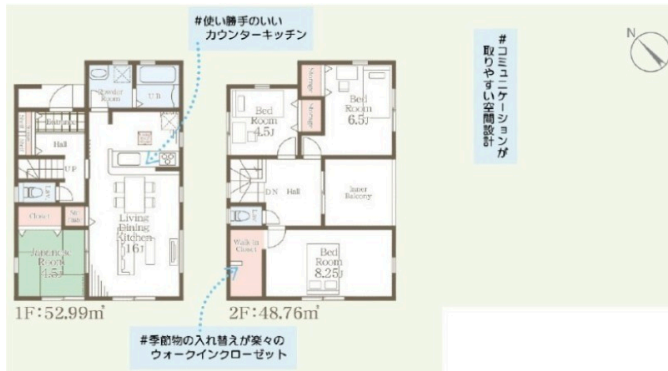 #使い勝手のいい
カウンターキッチン
#コミュニケーションが
取りやすい空間設計
N
Powder
Room
U.B
Hall
UP
Closet
Living
Dining
Kitchen
16J
Japanese
Room
4.5J
1F:52.99㎡
Storage
Storage
Bed
Room
4.5J
Bed
Room
6.5J
DN
Hall
Inner
Balcony
Walk in
Closet
Bed
Room
8.25J
2F:48.76㎡
#季節物の入れ替えが楽々の
ウォークインクローゼット